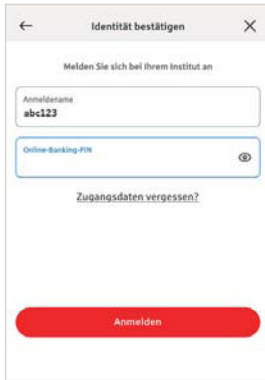 Identität bestätigen
Melden Sie sich bei Ihrem Institut an
Anmeldename
abc123
Online-Banking-PIN
Zugangsdaten vergessen?
Anmelden